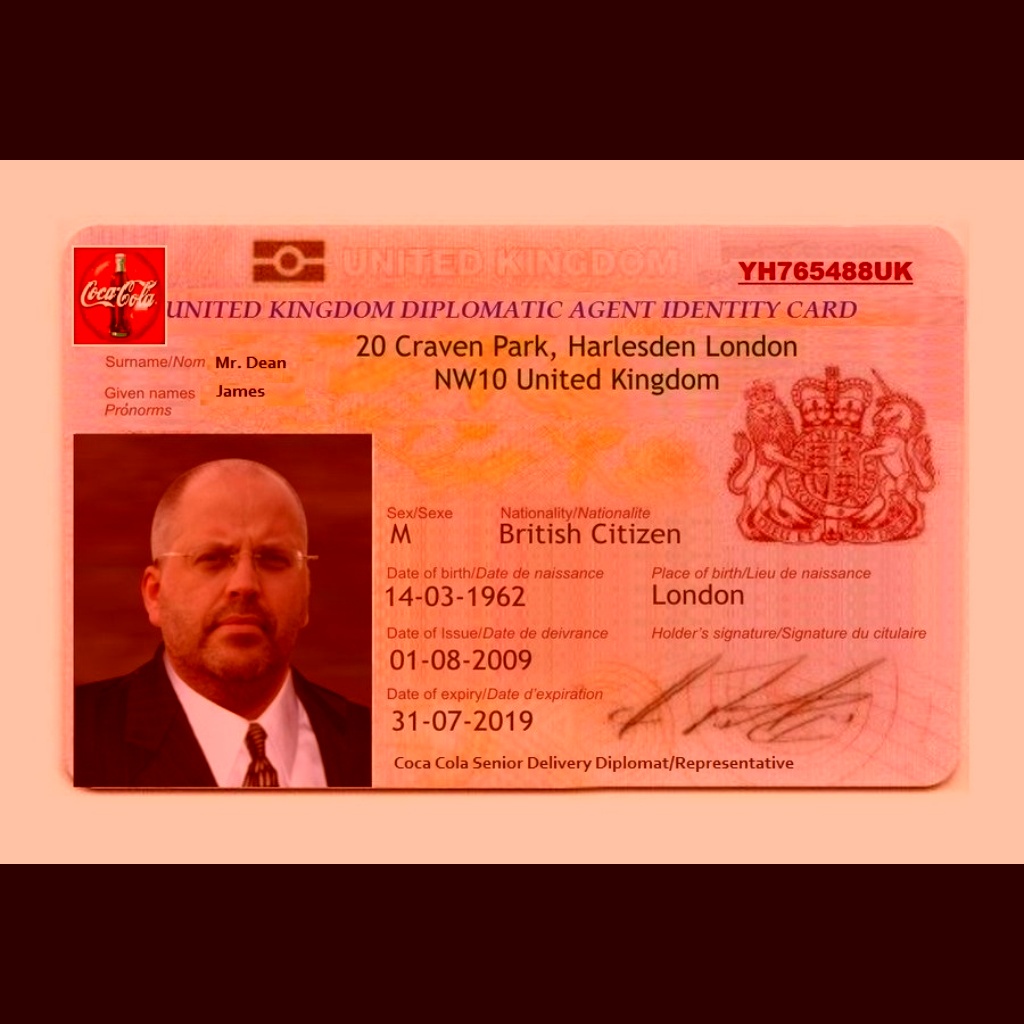 UNITED KINGDOM
YH765488UK
Coca-Cola
UNITED KINGDOM DIPLOMATIC AGENT IDENTITY CARD
20 Craven Park, Harlesden London
NW10 United Kingdom
Surname/Nom Mr. Dean
Given names James
Prónorms
Sex/Sexe Nationality/Nationalite
M British Citizen
Date of birth/Date de naissance Place of birth/Lieu de naissance
14-03-1962 London
Date of Issue/Date de deivrance Holder's signature/Signature du citulaire
01-08-2009
Date of expiry/Date d'expiration
31-07-2019
Coca Cola Senior Delivery Diplomat/Representative
DIEU ET MON